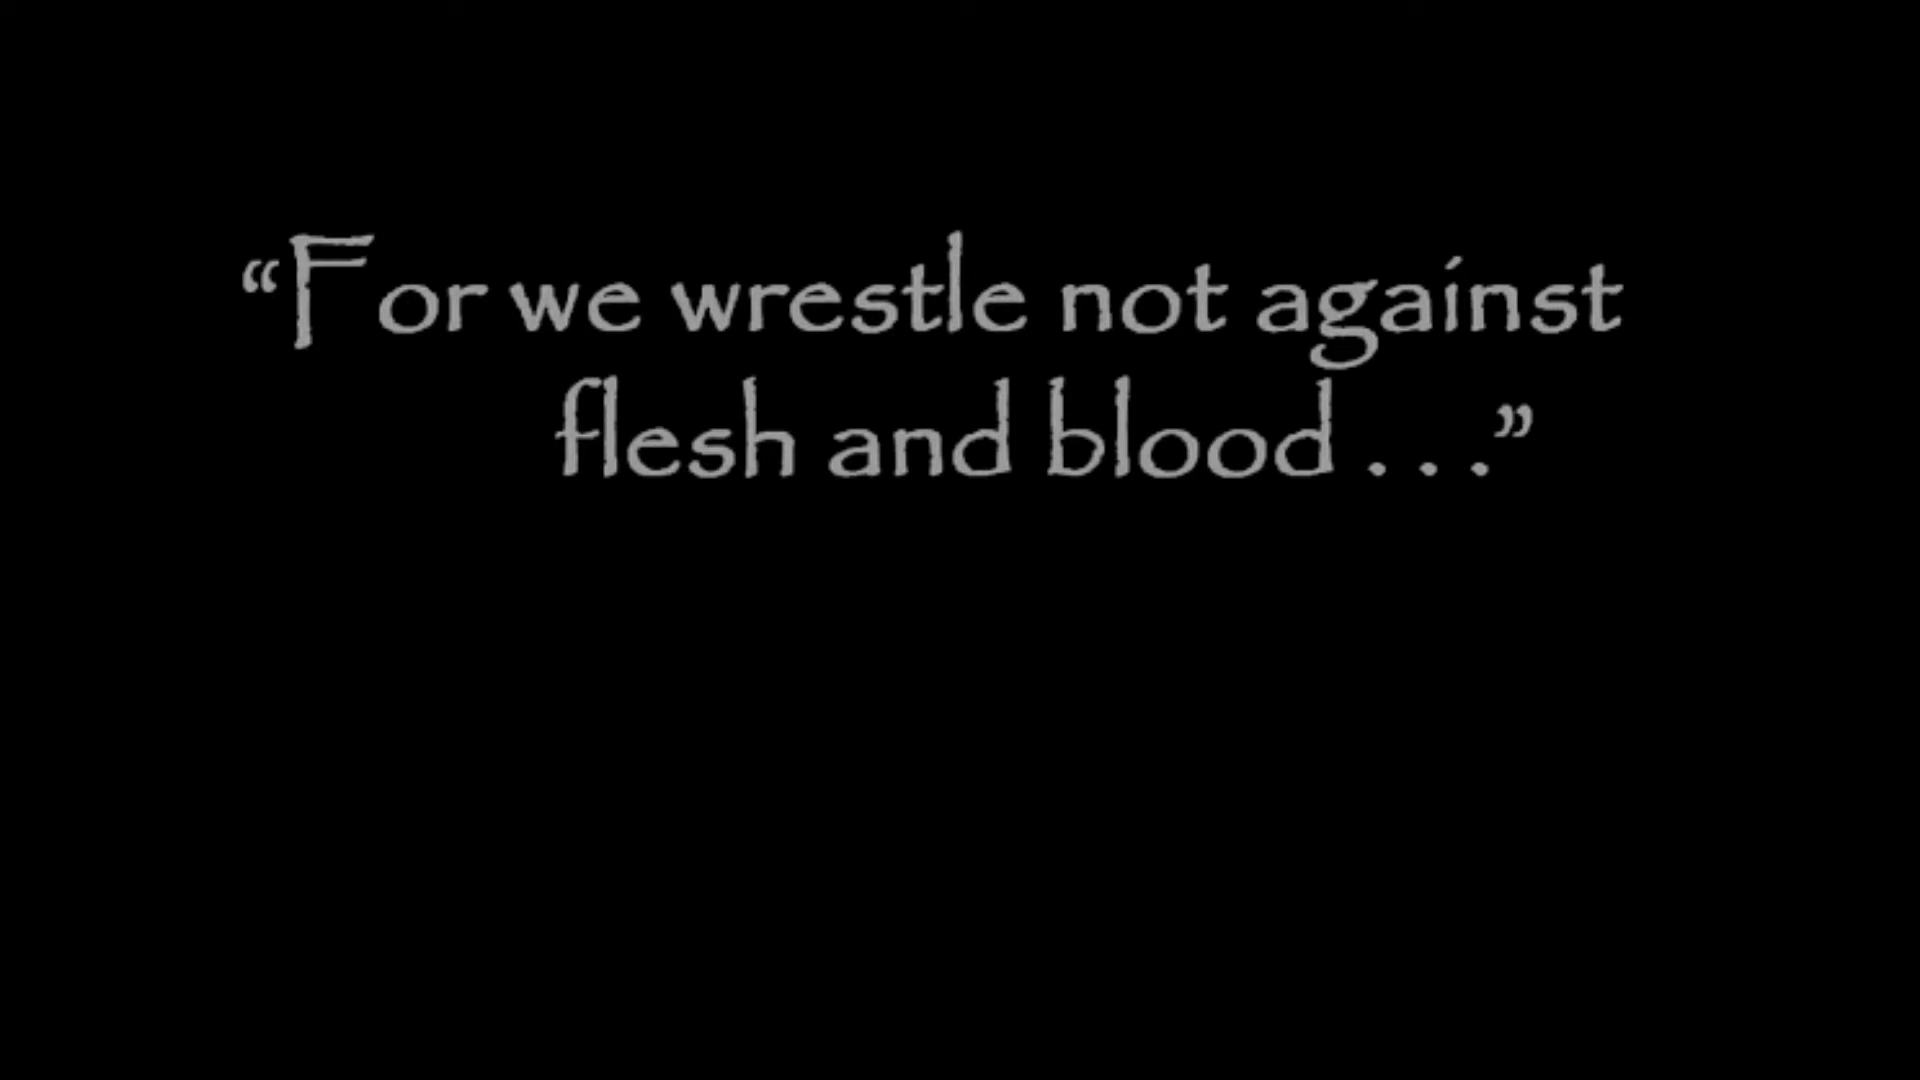 “For we wrestle not against
flesh and blood . . .”